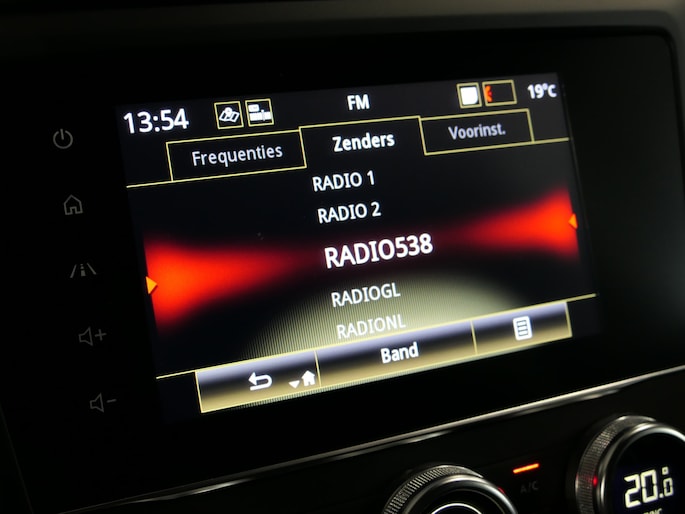 13:54 FM 19°C
Frequenties Zenders Voorinst.
RADIO 1
RADIO 2
RADIO538
RADIOGL
RADIONL
Band
A/C
20.0